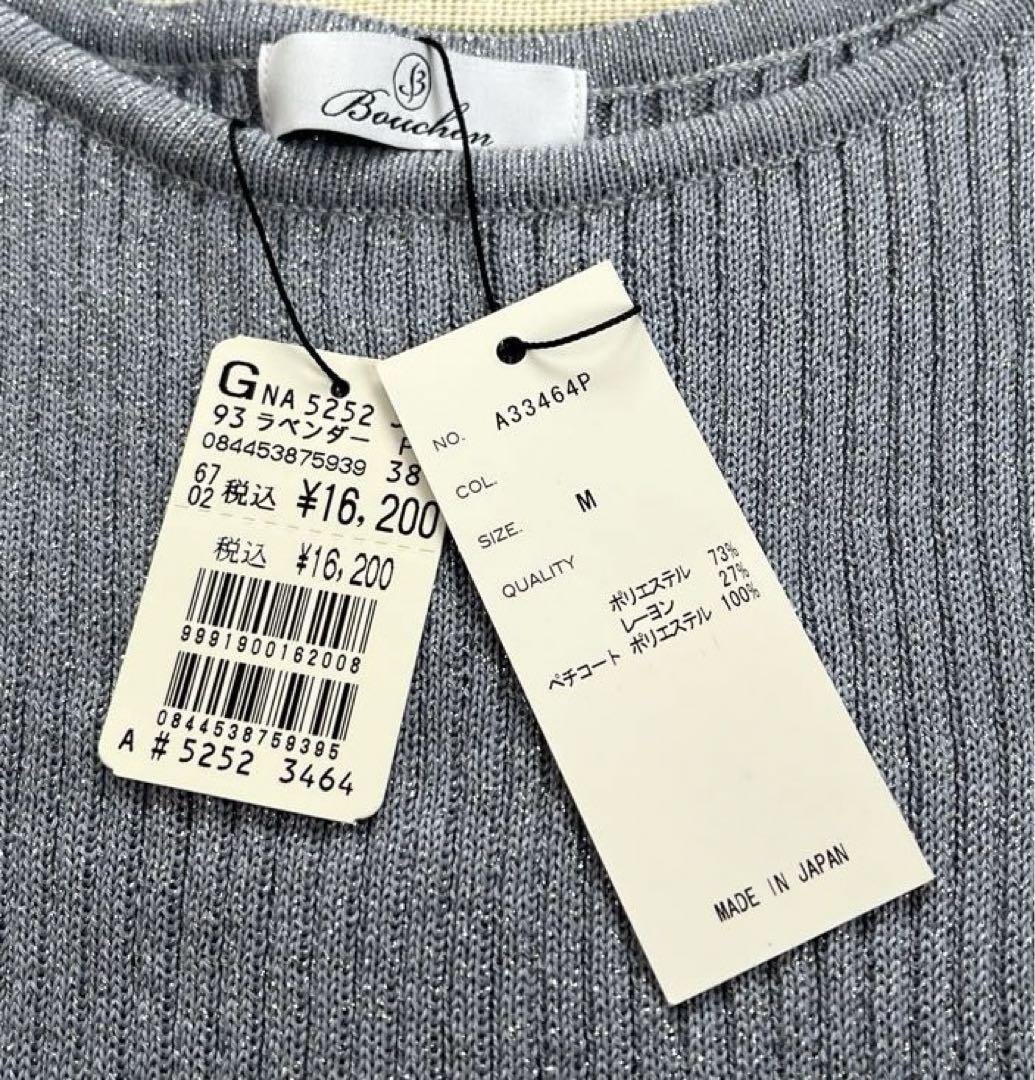 B
Bouchon
GNA 5252
93 ラベンダー
084453875939 38
67
02 税込 ¥16,200
税込 ¥16,200
9991900162008
0844538759395
A # 5252 3464
NO. A33464P
COL.
SIZE. M
QUALITY
ポリエステル 73%
レーヨン 27%
ペチコート ポリエステル 100%
MADE IN JAPAN